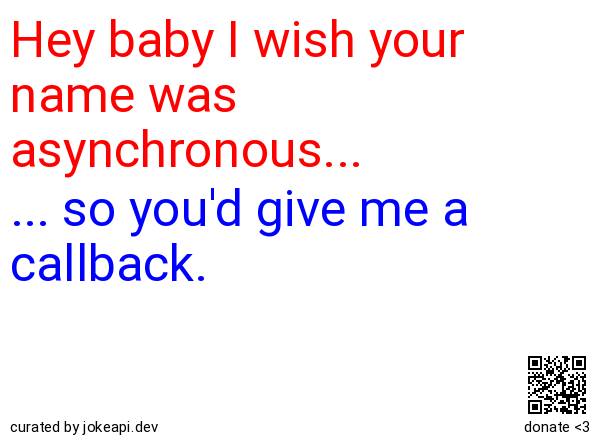 Hey baby I wish your
name was
asynchronous...
... so you'd give me a
callback.
curated by jokeapi.dev
donate <3